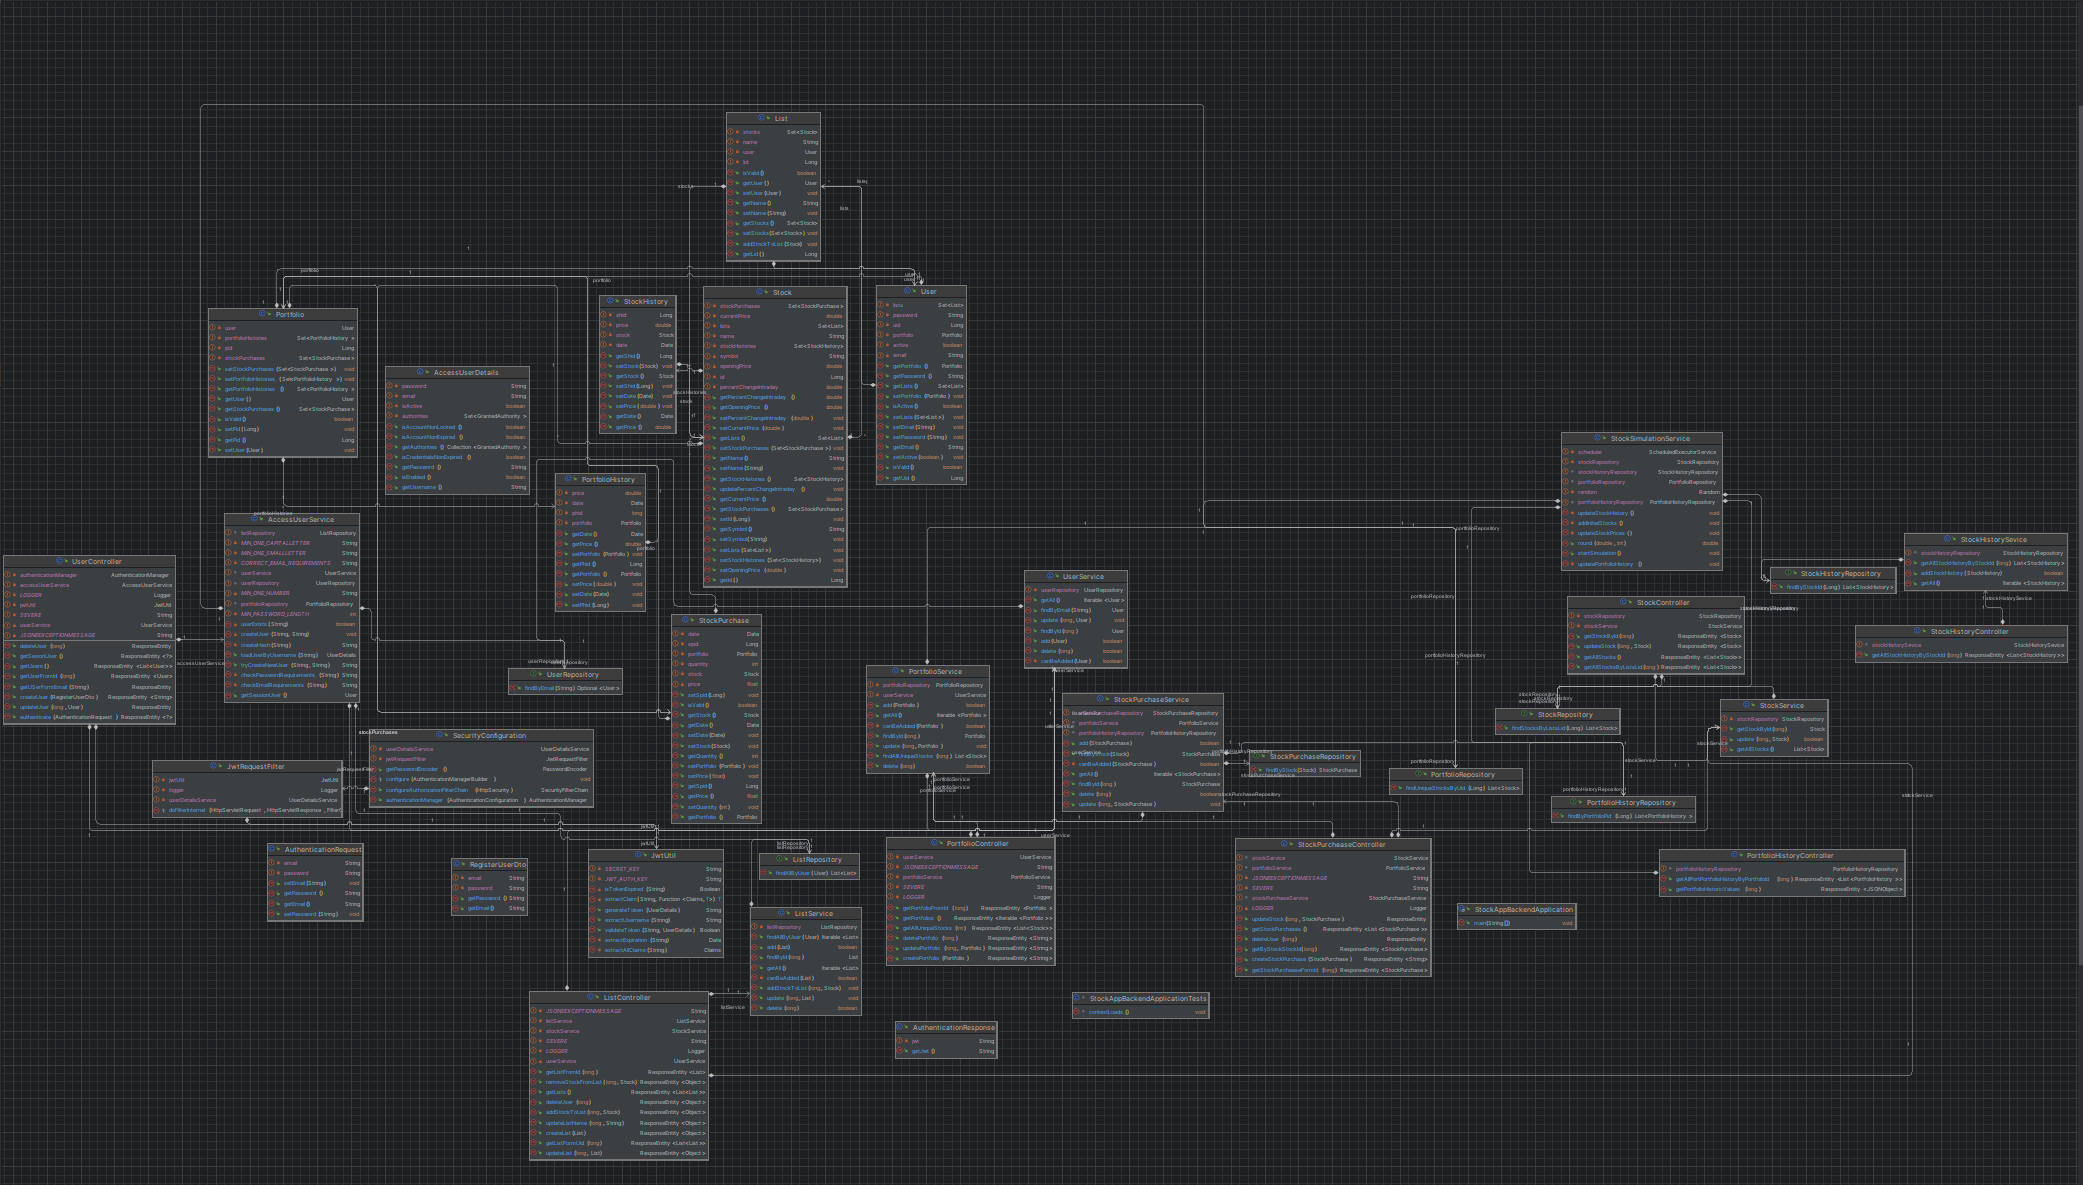 List
stocks Set<Stock>
name String
user User
lid Long
isValid () boolean
getUser () User
setUser (User) void
getName () String
setName (String) void
getStocks () Set<Stock>
setStocks (Set<Stock>) void
addStockToList (Stock) void
getLid () Long
Portfolio
user User
portfolioHistories Set<PortfolioHistory >
pid Long
stockPurchases Set<StockPurchase>
setStockPurchases (Set<StockPurchase >) void
setPortfolioHistories (Set<PortfolioHistory >) void
getPortfolioHistories () Set<PortfolioHistory >
getUser () User
getStockPurchases () Set<StockPurchase>
isValid () boolean
setPid (Long) void
getPid () Long
setUser (User) void
AccessUserDetails
password String
email String
isActive boolean
authorities Set<GrantedAuthority >
isAccountNonLocked () boolean
isAccountNonExpired () boolean
getAuthorities () Collection <GrantedAuthority >
isCredentialsNonExpired () boolean
getPassword () String
isEnabled () boolean
getUsername () String
StockHistory
shid Long
price double
stock Stock
date Date
getShid () Long
setStock (Stock) void
getStock () Stock
setShid (Long) void
setDate (Date) void
setPrice (double ) void
getDate () Date
getPrice () double
Stock
stockPurchases Set<StockPurchase>
currentPrice double
lists Set<List>
name String
stockHistories Set<StockHistory>
symbol String
openingPrice double
id Long
percentChangeIntraday double
getPercentChangeIntraday () double
getOpeningPrice () double
setPercentChangeIntraday (double ) void
setCurrentPrice (double ) void
getLists () Set<List>
setStockPurchases (Set<StockPurchase >) void
getName () String
setName (String) void
getStockHistories () Set<StockHistory>
updatePercentChangeIntraday () void
getCurrentPrice () double
getStockPurchases () Set<StockPurchase>
setId (Long) void
getSymbol () String
setSymbol (String) void
setLists (Set<List >) void
setStockHistories (Set<StockHistory>) void
setOpeningPrice (double ) void
getId () Long
User
lists Set<List>
password String
uid Long
portfolio Portfolio
active boolean
email String
getPortfolio () Portfolio
getPassword () String
getLists () Set<List>
setPortfolio (Portfolio ) void
isActive () boolean
setLists (Set<List >) void
setEmail (String) void
setPassword (String) void
getEmail () String
setActive (boolean ) void
isValid () boolean
getUid () Long
PortfolioHistory
price double
date Date
phid long
portfolio Portfolio
getDate () Date
getPrice () double
setPortfolio (Portfolio ) void
getPhid () Long
getPortfolio () Portfolio
setPrice (double ) void
setDate (Date) void
setPhid (Long) void
AccessUserService
listRepository ListRepository
MIN_ONE_CAPITALLETTER String
MIN_ONE_SMALLLETTER String
CORRECT_EMAIL_REQUIREMENTS String
userService UserService
userRepository UserRepository
MIN_ONE_NUMBER String
portfolioRepository PortfolioRepository
MIN_PASSWORD_LENGTH int
userExists (String) boolean
createUser (String, String) void
createHash (String) String
loadUserByUsername (String) UserDetails
tryCreateNewUser (String, String) String
checkPasswordRequirements (String) String
checkEmailRequirements (String) String
getSessionUser () User
UserController
authenticationManager AuthenticationManager
accessUserService AccessUserService
LOGGER Logger
jwtUtil JwtUtil
SEVERE String
userService UserService
JSON0EXCEPTIONMESSAGE String
deleteUser (long) ResponseEntity
getSessonUser () ResponseEntity <?>
getUsers () ResponseEntity <List<User>>
getUserFromId (long) ResponseEntity <User>
getUSerFormEmail (String) ResponseEntity
createUser (RegisterUserDto ) ResponseEntity <String>
updateUser (long , User) ResponseEntity
authenticate (AuthenticationRequest ) ResponseEntity <?>
StockSimulationService
scheduler ScheduledExecutorService
stockRepository StockRepository
stockHistoryRepository StockHistoryRepository
portfolioRepository PortfolioRepository
random Random
portfolioHistoryRepository PortfolioHistoryRepository
updateStockHistory () void
addInitialStocks () void
updateStockPrices () void
round (double , int) double
startSimulation () void
updatePortfolioHistory () void
StockHistorySevice
stockHistoryRepository StockHistoryRepository
getAllStockHistoryByStockId (long) List<StockHistory>
addStockHistory (StockHistory) boolean
getAll () Iterable <StockHistory>
StockHistoryRepository
findByStockId (Long) List<StockHistory>
StockController
stockRepository StockRepository
stockService StockService
getStockById (long) ResponseEntity <Stock>
updateStock (long , Stock) ResponseEntity <Stock>
getAllStocks () ResponseEntity <List<Stock>>
getAllStocksByListsLid (long ) ResponseEntity <List<Stock>>
StockHistoryController
stockHistorySevice StockHistorySevice
getAllStockHistoryByStockId (long) ResponseEntity <List<StockHistory >>
UserService
userRepository UserRepository
getAll () Iterable <User >
findByEmail (String) User
update (long, User) void
findById (long) User
add (User) boolean
delete (long) boolean
canBeAdded (User) boolean
StockPurchase
date Date
spid Long
portfolio Portfolio
quantity int
stock Stock
price float
setSpid (Long) void
isValid () boolean
getStock () Stock
getDate () Date
setDate (Date) void
setStock (Stock) void
getQuantity () int
setPortfolio (Portfolio ) void
setPrice (float) void
getSpid () Long
getPrice () float
setQuantity (int ) void
getPortfolio () Portfolio
UserRepository
findByEmail (String) Optional <User >
PortfolioService
portfolioRepository PortfolioRepository
userService UserService
add (Portfolio ) boolean
getAll () Iterable <Portfolio >
canBeAdded (Portfolio ) boolean
findById (long) Portfolio
update (long , Portfolio ) void
findAllUniqueStocks (long ) List<Stock>
delete (long) boolean
StockPurchaseService
StockPurchaseRepository
portfolioService PortfolioService
portfolioHistoryRepository PortfolioHistoryRepository
add (StockPurchase) boolean
canBeAdded (StockPurchase ) boolean
getAll () Iterable <StockPurchase>
findById (long) StockPurchase
delete (long) boolean
update (long, StockPurchase ) void
StockPurchaseRepository
findByStock (Stock) StockPurchase
StockRepository
findStocksByListsLid (Long) List<Stock>
StockService
stockRepository StockRepository
getStockById (long) Stock
update (long, Stock) boolean
getAllStocks () List<Stock>
PortfolioRepository
findUniqueStocksByUid (Long) List<Stock>
PortfolioHistoryRepository
findByPortfolioPid (Long) List<PortfolioHistory >
SecurityConfiguration
userDetailsService UserDetailsService
jwtRequestFilter JwtRequestFilter
getPasswordEncoder () PasswordEncoder
configure (AuthenticationManagerBuilder ) void
configureAuthorizationFilterChain (HttpSecurity ) SecurityFilterChain
authenticationManager (AuthenticationConfiguration ) AuthenticationManager
JwtRequestFilter
jwtUtil JwtUtil
logger Logger
userDetailsService UserDetailsService
doFilterInternal (HttpServletRequest , HttpServletResponse , Filter(
AuthenticationRequest
email String
password String
setEmail (String) void
getPassword () String
getEmail () String
setPassword (String) void
RegisterUserDto
email String
password String
getPassword () String
getEmail () String
JwtUtil
SECRET_KEY String
JWT_AUTH_KEY String
isTokenExpired (String) Boolean
extractClaim (String, Function <Claims, T>) T
generateToken (UserDetails ) String
extractUsername (String) String
validateToken (String, UserDetails ) Boolean
extractExpiration (String) Date
extractAllClaims (String) Claims
ListRepository
findAllByUser (User) List<List>
ListService
listRepository ListRepository
findAllByUser (User) Iterable <List>
add (List) boolean
findById (long ) List
getAll () Iterable <List>
canBeAdded (List ) boolean
addStockToList (long, Stock) void
update (long, List) void
delete (long) boolean
PortfolioController
userService UserService
JSON0EXCEPTIONMESSAGE String
portfolioService PortfolioService
SEVERE String
LOGGER Logger
getPortfolioFromId (long) ResponseEntity <Portfolio >
getPortfolios () ResponseEntity <Iterable <Portfolio >>
getAllUniqueStocks (int) ResponseEntity <List<Stock>>
deletePortfolio (long ) ResponseEntity <String>
updatePortfolio (long, Portfolio ) ResponseEntity <String>
createPortfolio (Portfolio ) ResponseEntity <String>
StockPurcheaseController
stockService StockService
portfolioService PortfolioService
JSON0EXCEPTIONMESSAGE String
SEVERE String
stockPurchaseService StockPurchaseService
LOGGER Logger
updateStock (long , StockPurchase ) ResponseEntity
getStockPurchases () ResponseEntity <List <StockPurchase >>
deleteUser (long) ResponseEntity
getByStockStockId (long) ResponseEntity <StockPurchase>
createStockPurchase (StockPurchase ) ResponseEntity <String>
getStockPurcheaseFormId (long) ResponseEntity <StockPurchase>
PortfolioHistoryController
portfolioHistoryRepository PortfolioHistoryRepository
getAllPortPortfolioHistoryByPortfolioId (long ) ResponseEntity <List <PortfolioHistory >>
getPortfolioHistoricValues (long ) ResponseEntity <JSONObject>
StockAppBackendApplication
main (String []) void
StockAppBackendApplicationTests
contextLoads () void
AuthenticationResponse
jwt String
getJwt () String
ListController
JSON0EXCEPTIONMESSAGE String
listService ListService
stockService StockService
SEVERE String
LOGGER Logger
userService UserService
getListFromId (long ) ResponseEntity <List>
removeStockFromList (long, Stock) ResponseEntity <Object >
getLists () ResponseEntity <List<List >>
deleteUser (long) ResponseEntity <Object >
addStockToList (long, Stock) ResponseEntity <Object >
updateListName (long , String) ResponseEntity <Object >
createList (List) ResponseEntity <Object >
getListFormUid (long) ResponseEntity <List<List >>
updateList (long, List) ResponseEntity <Object >